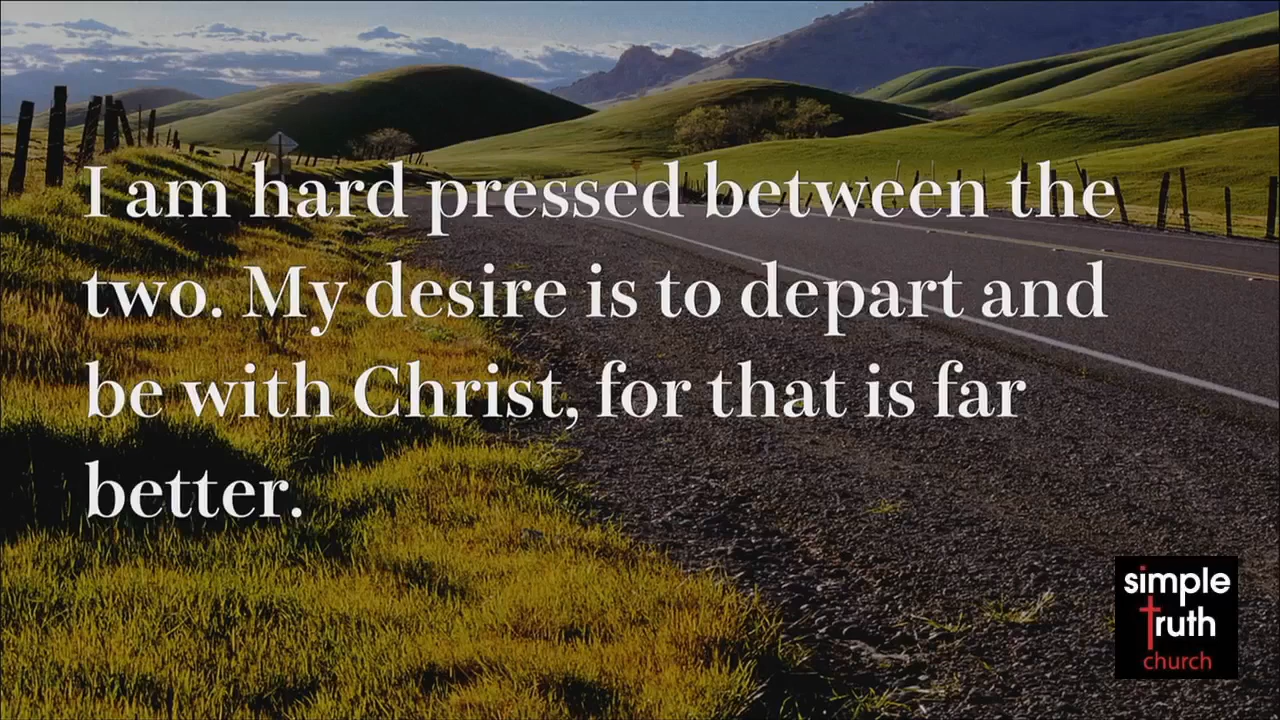 I am hard pressed between the
two. My desire is to depart and
be with Christ, for that is far
better.
simple
truth
church